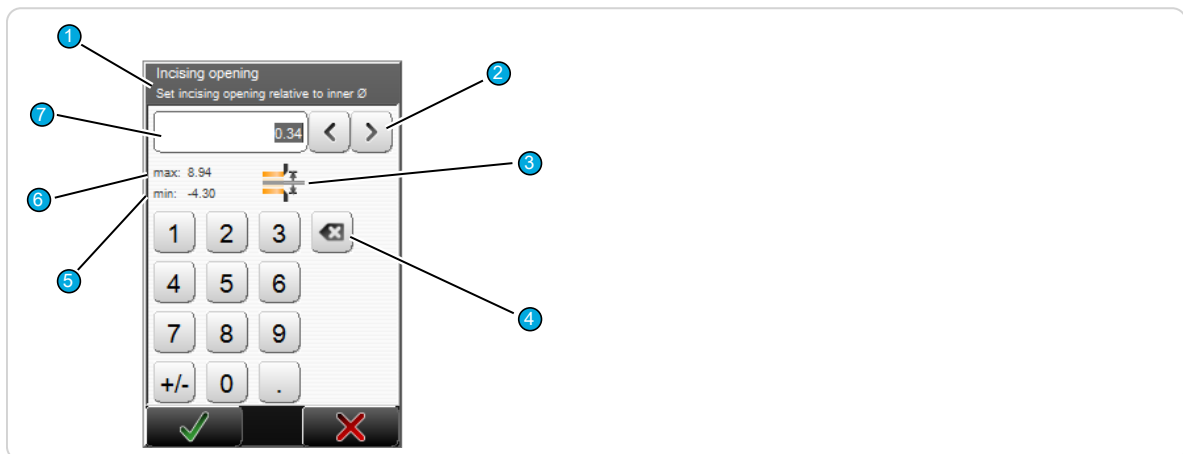 1
2
Incising opening
Set incising opening relative to inner Ø
7
0.34
3
max: 8.94
6
min: -4.30
1 2 3
5
4
4 5 6
7 8 9
+/- 0 .